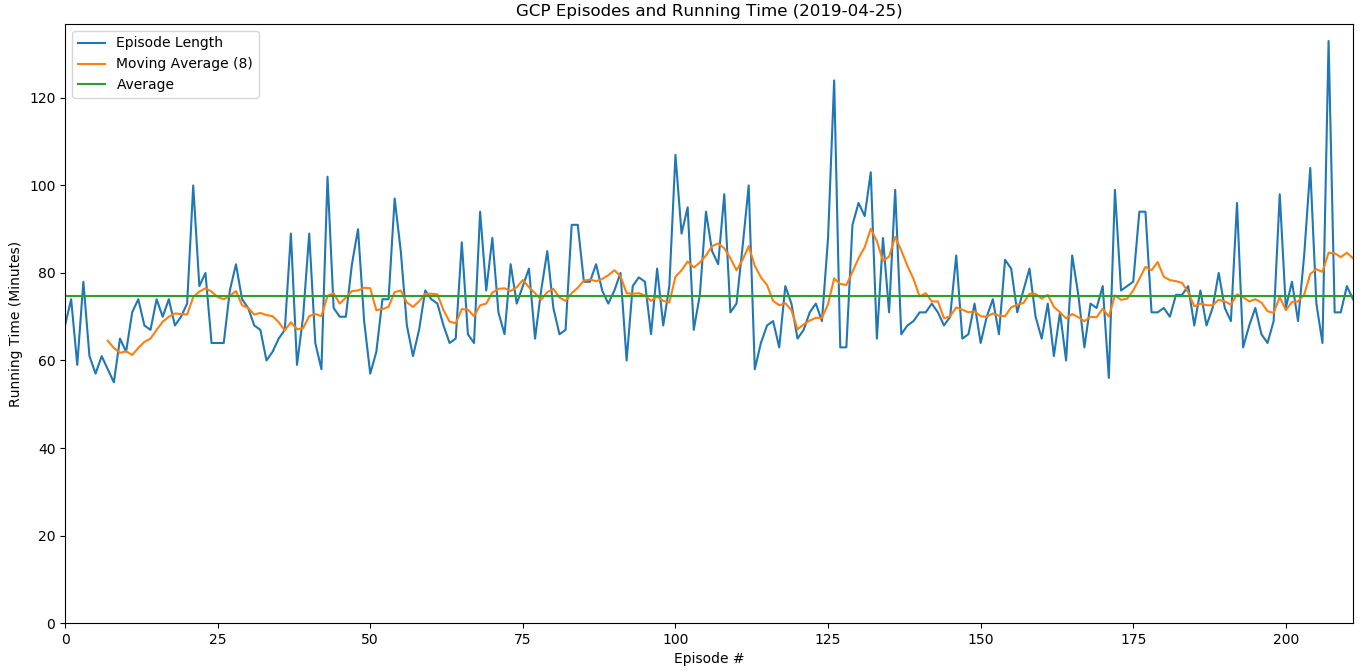 GCP Episodes and Running Time (2019-04-25)
Episode Length
Moving Average (8)
Average
Running Time (Minutes)
120
100
80
60
40
20
0
0 25 50 75 100 125 150 175 200
Episode #